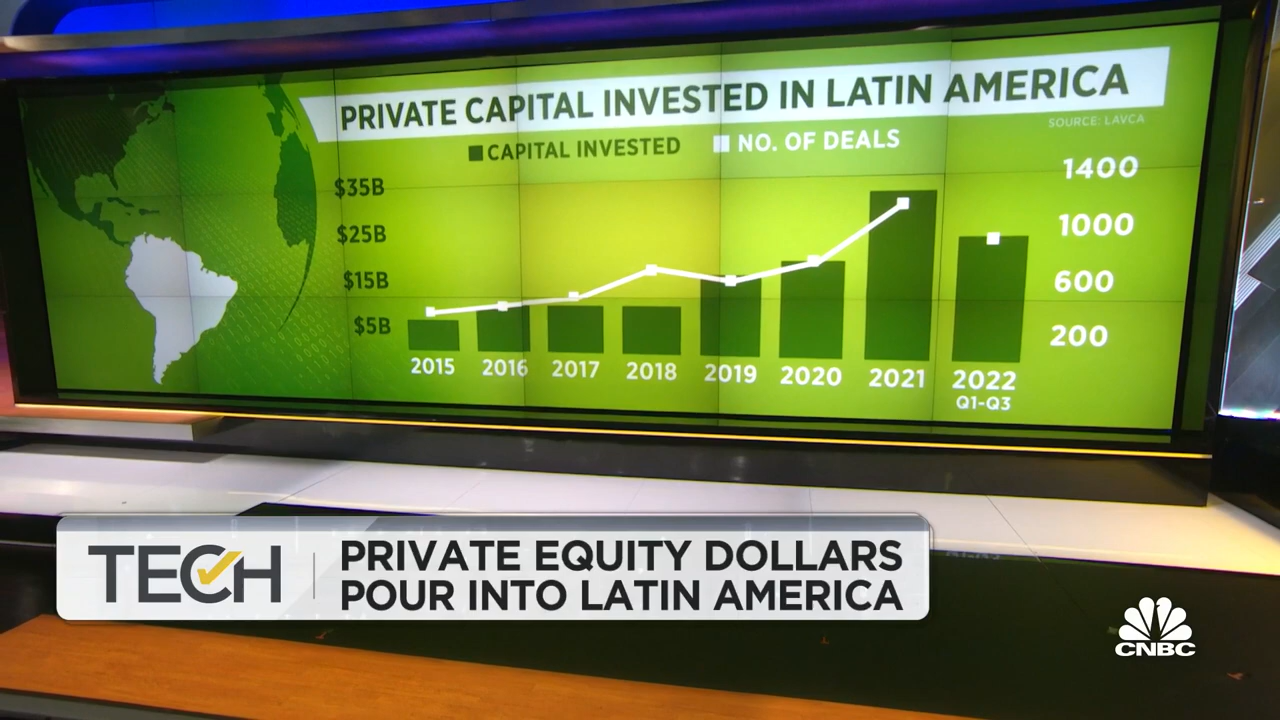 PRIVATE CAPITAL INVESTED IN LATIN AMERICA
SOURCE: LAVCA
CAPITAL INVESTED NO. OF DEALS
$35B
$25B
$15B
$5B
1400
1000
600
200
2015 2016 2017 2018 2019 2020 2021 2022
Q1-Q3
TECH
PRIVATE EQUITY DOLLARS
POUR INTO LATIN AMERICA
CNBC